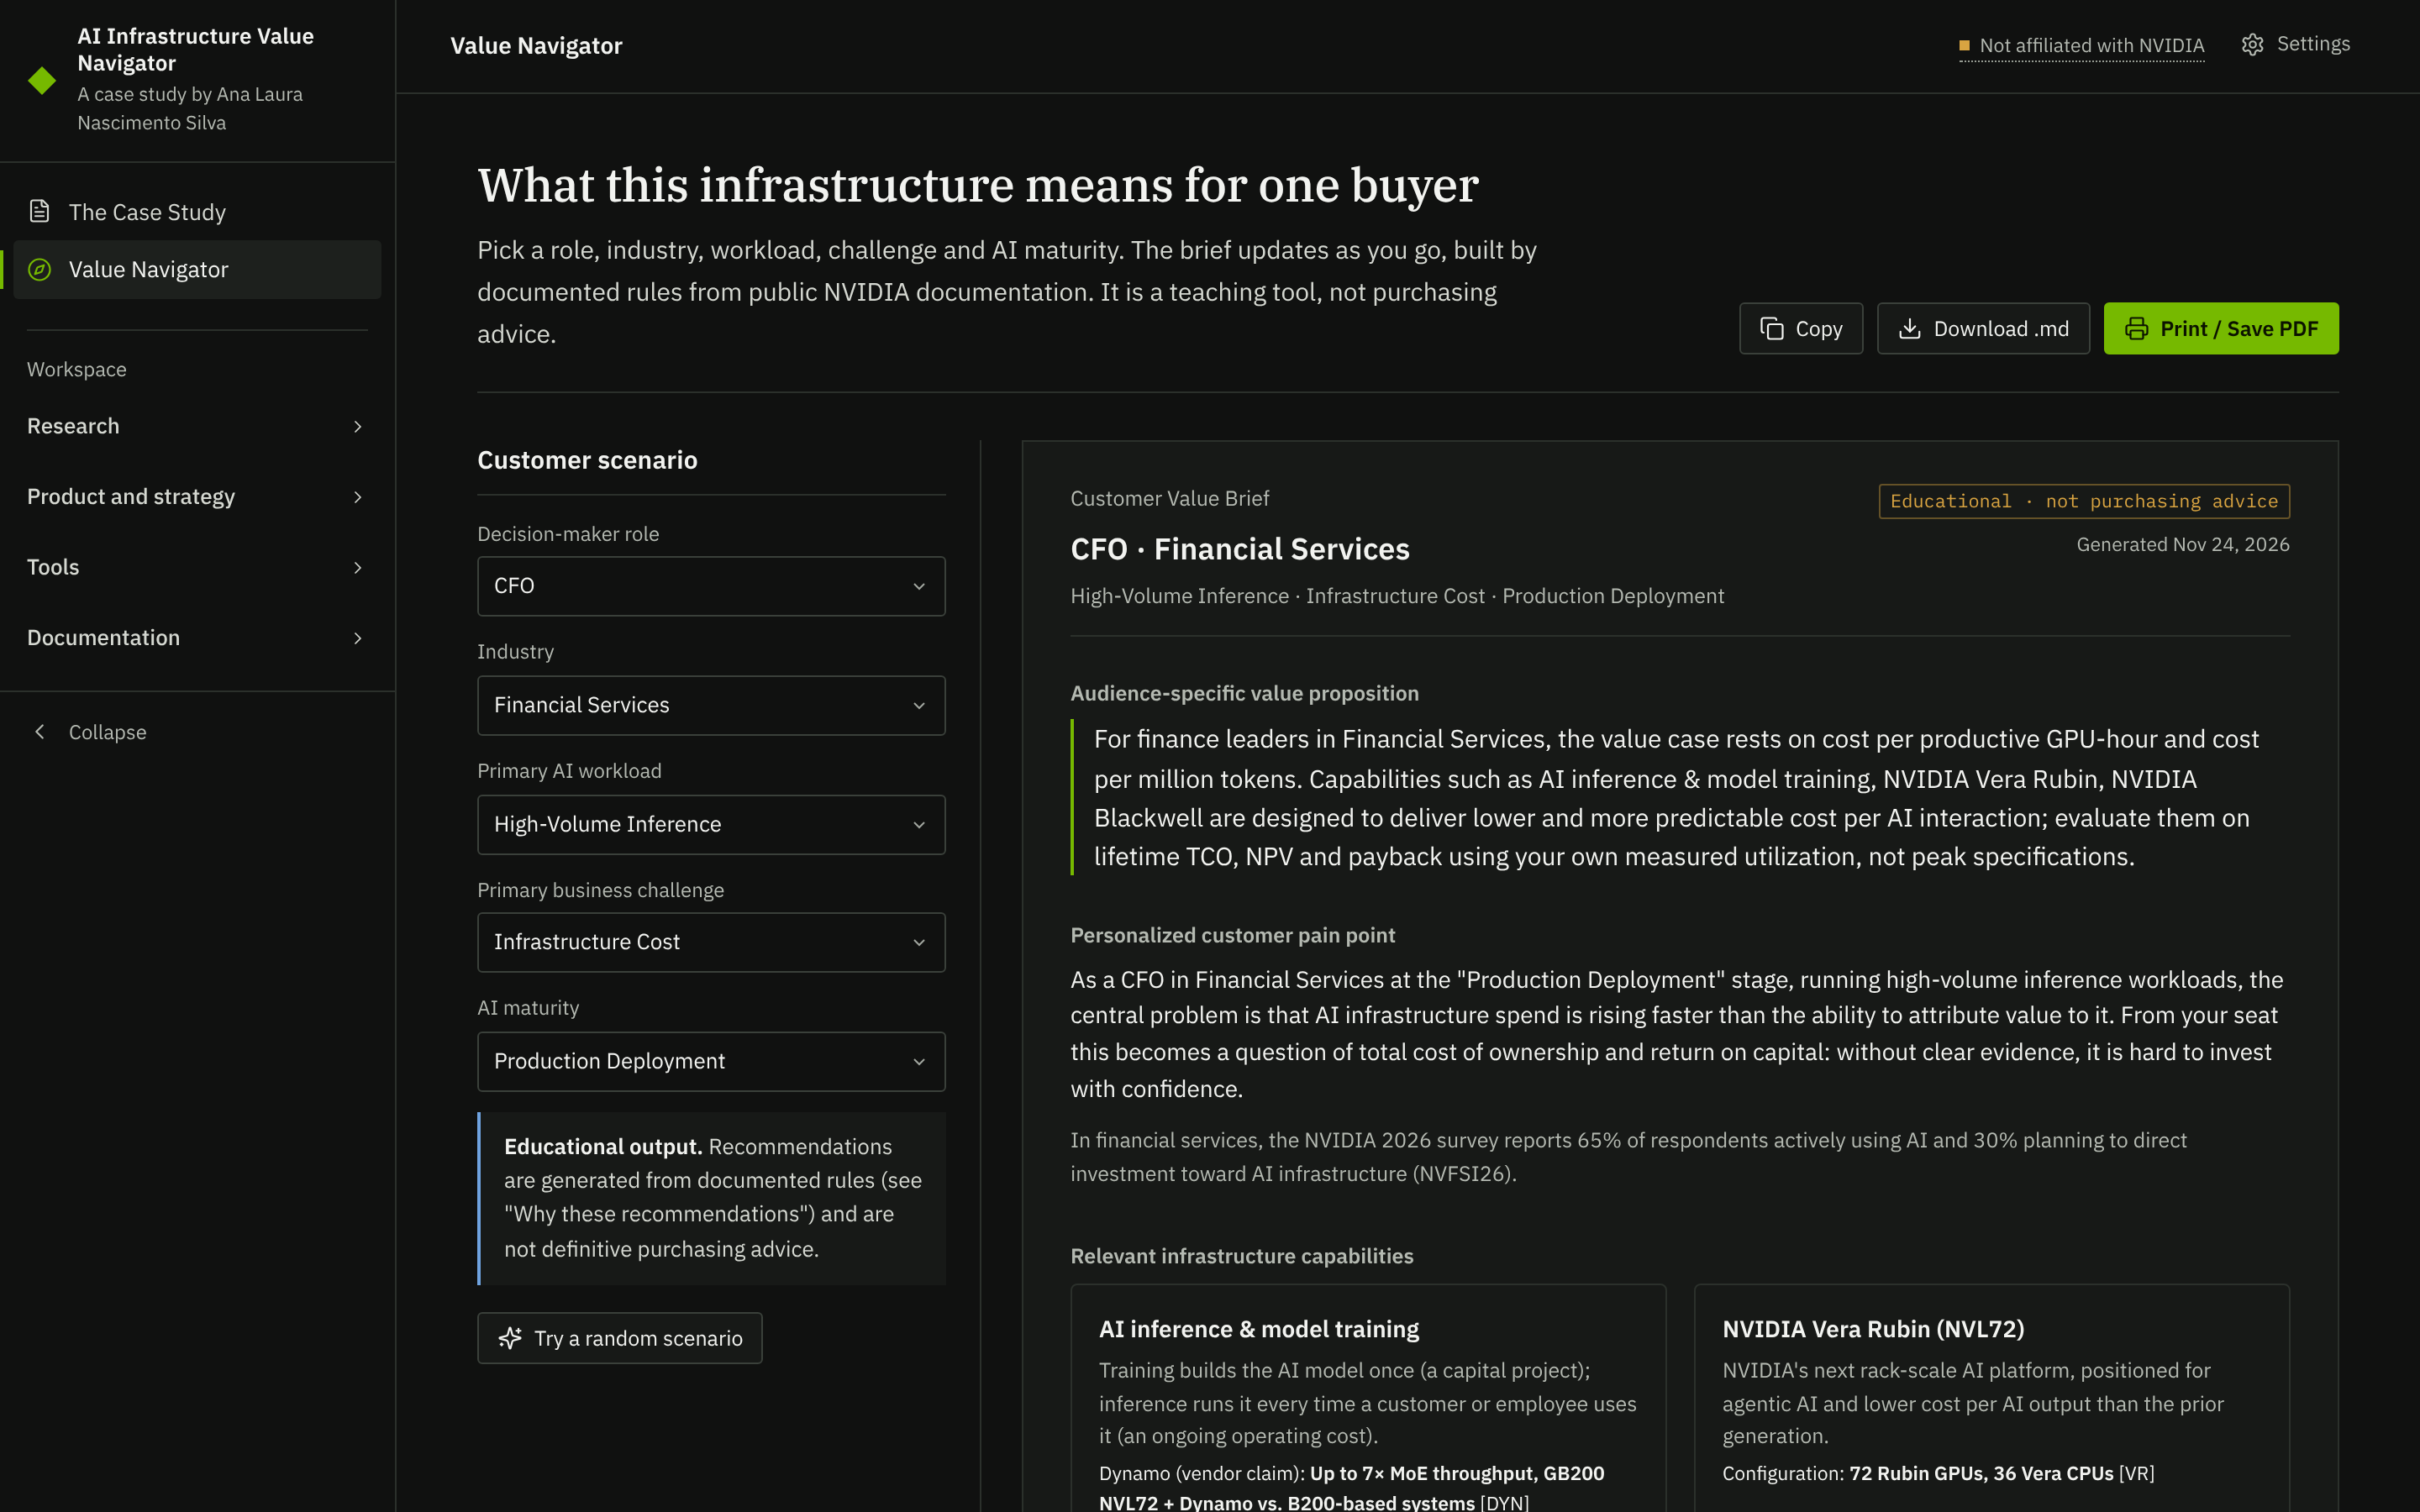 AI Infrastructure Value
Navigator
A case study by Ana Laura
Nascimento Silva
The Case Study
Value Navigator
Workspace
Research
Product and strategy
Tools
Documentation
Collapse
Value Navigator
Not affiliated with NVIDIA
Settings
What this infrastructure means for one buyer
Pick a role, industry, workload, challenge and AI maturity. The brief updates as you go, built by
documented rules from public NVIDIA documentation. It is a teaching tool, not purchasing
advice.
Copy
Download .md
Print / Save PDF
Customer scenario
Decision-maker role
CFO
Industry
Financial Services
Primary AI workload
High-Volume Inference
Primary business challenge
Infrastructure Cost
AI maturity
Production Deployment
Educational output. Recommendations
are generated from documented rules (see
"Why these recommendations") and are
not definitive purchasing advice.
Try a random scenario
Customer Value Brief
Educational · not purchasing advice
CFO · Financial Services
Generated Nov 24, 2026
High-Volume Inference · Infrastructure Cost · Production Deployment
Audience-specific value proposition
For finance leaders in Financial Services, the value case rests on cost per productive GPU-hour and cost
per million tokens. Capabilities such as AI inference & model training, NVIDIA Vera Rubin, NVIDIA
Blackwell are designed to deliver lower and more predictable cost per AI interaction; evaluate them on
lifetime TCO, NPV and payback using your own measured utilization, not peak specifications.
Personalized customer pain point
As a CFO in Financial Services at the "Production Deployment" stage, running high-volume inference workloads, the
central problem is that AI infrastructure spend is rising faster than the ability to attribute value to it. From your seat
this becomes a question of total cost of ownership and return on capital: without clear evidence, it is hard to invest
with confidence.
In financial services, the NVIDIA 2026 survey reports 65% of respondents actively using AI and 30% planning to direct
investment toward AI infrastructure (NVFSI26).
Relevant infrastructure capabilities
AI inference & model training
Training builds the AI model once (a capital project);
inference runs it every time a customer or employee uses
it (an ongoing operating cost).
Dynamo (vendor claim): Up to 7× MoE throughput, GB200
NVL72 + Dynamo vs. B200-based systems [DYN]
NVIDIA Vera Rubin (NVL72)
NVIDIA's next rack-scale AI platform, positioned for
agentic AI and lower cost per AI output than the prior
generation.
Configuration: 72 Rubin GPUs, 36 Vera CPUs [VR]